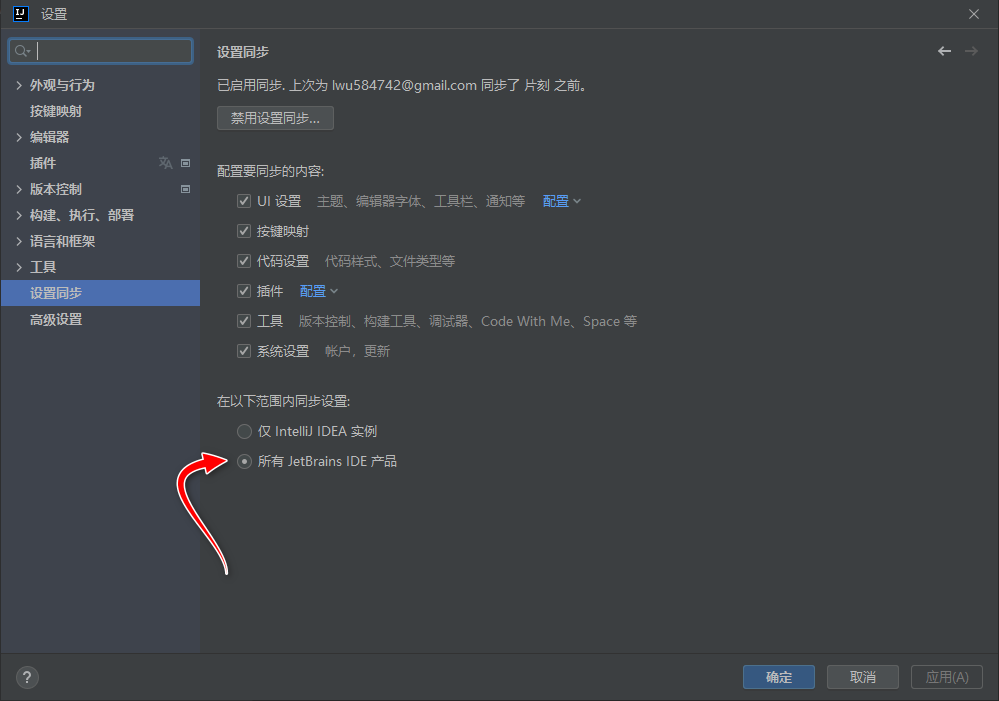 设置
外观与行为
按键映射
编辑器
插件
版本控制
构建、执行、部署
语言和框架
工具
设置同步
高级设置
设置同步
已启用同步. 上次为 lwu584742@gmail.com 同步了 片刻 之前。
禁用设置同步...
配置要同步的内容:
UI 设置 主题、编辑器字体、工具栏、通知等 配置
按键映射
代码设置 代码样式、文件类型等
插件 配置
工具 版本控制、构建工具、调试器、Code With Me、Space 等
系统设置 帐户，更新
在以下范围内同步设置:
仅 IntelliJ IDEA 实例
所有 JetBrains IDE 产品
?
确定
取消
应用(A)